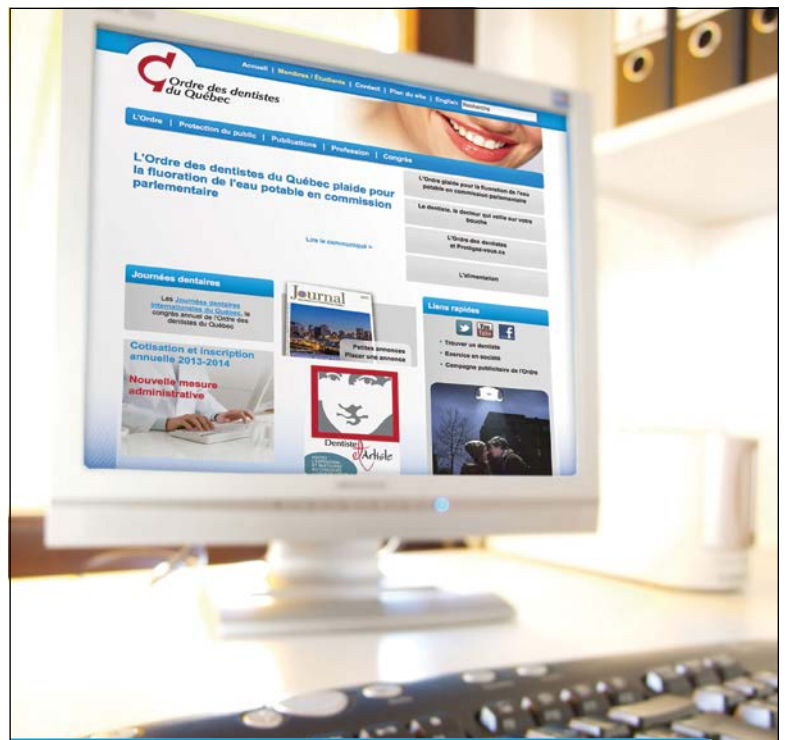 Accueil | Membres / Étudiants | Contact | Plan du site | English Recherche
Ordre des dentistes
du Québec
L'Ordre | Protection du public | Publications | Profession | Congrès
L'Ordre des dentistes du Québec plaide pour
la fluoration de l'eau potable en commission
parlementaire
Lire le communiqué »
L'Ordre plaide pour la fluoration de l'eau
potable en commission parlementaire
Le dentiste, le docteur qui veille sur votre
bouche
L'Ordre des dentistes
et Protégez-vous.ca
L'alimentation
Journées dentaires
Les Journées dentaires
internationales du Québec, le
congrès annuel de l'Ordre des
dentistes du Québec
Cotisation et inscription
annuelle 2013-2014
Nouvelle mesure
administrative
Journal
Petites annonces
Placer une annonce
Dentiste
et Artiste
Liens rapides
You
Tube
f
• Trouver un dentiste
• Exercice en société
• Campagne publicitaire de l'Ordre